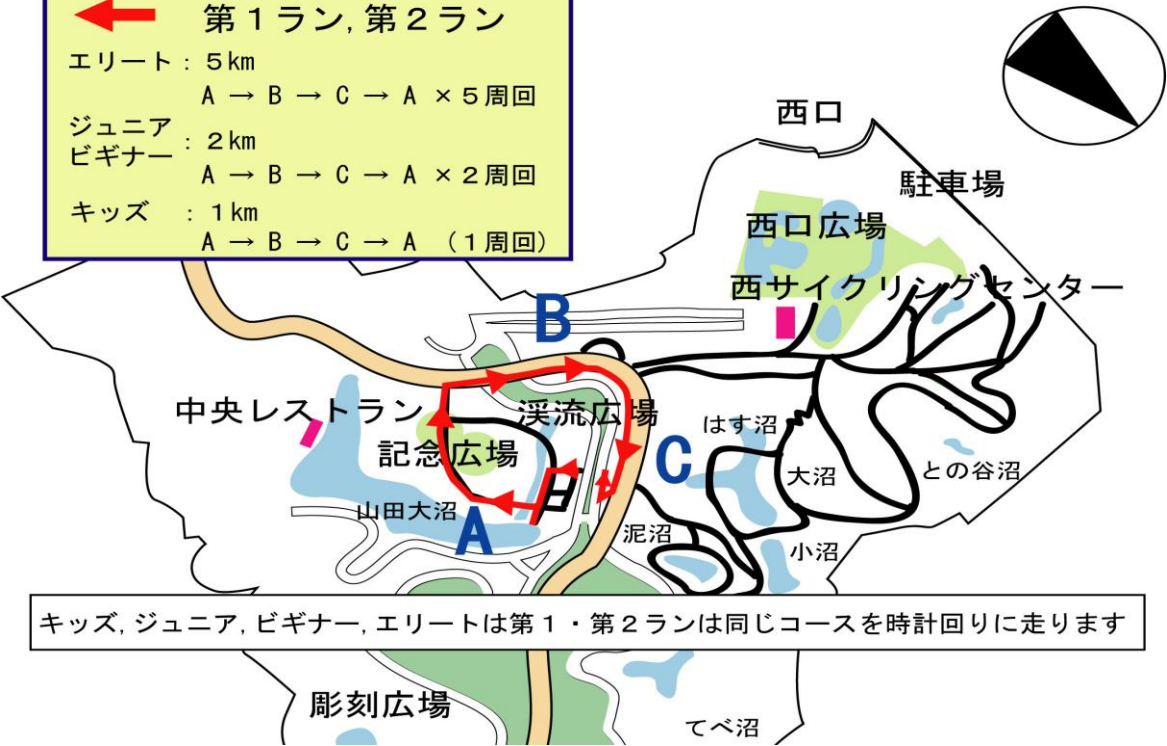 第1ラン,第2ラン
エリート：5km
A → B → C → A ×5周回
ジュニア
ビギナー：2km
A → B → C → A ×2周回
キッズ ：1km
A → B → C → A （1周回）
西口
駐車場
西口広場
西サイクリングセンター
B
中央レストラン
渓流広場
はす沼
記念広場
C
大沼
との谷沼
山田大沼
A
泥沼
小沼
キッズ,ジュニア,ビギナー,エリートは第1・第2ランは同じコースを時計回りに走ります
彫刻広場
てべ沼